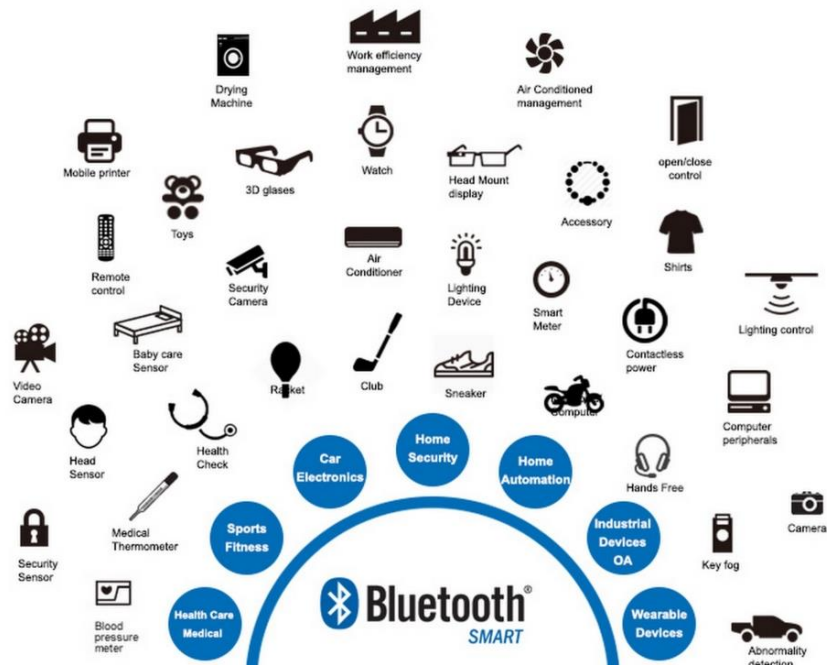 Work efficiency
management
Drying
Machine
Air Conditioned
management
Mobile printer
3D glases
Watch
Head Mount
display
open/close
control
Toys
Accessory
Remote
control
Security
Camera
Air
Conditioner
Lighting
Device
Smart
Meter
Shirts
Lighting control
Baby care
Sensor
Contactless
power
Video
Camera
Racket
Club
Sneaker
Computer
Computer
peripherals
Head
Sensor
Health
Check
Car
Electronics
Home
Security
Home
Automation
Hands Free
Medical
Thermometer
Sports
Fitness
Industrial
Devices
OA
Key fog
Camera
Security
Sensor
Blood
pressure
meter
Health Care
Medical
Bluetooth®
SMART
Wearable
Devices
Abnormality
detection